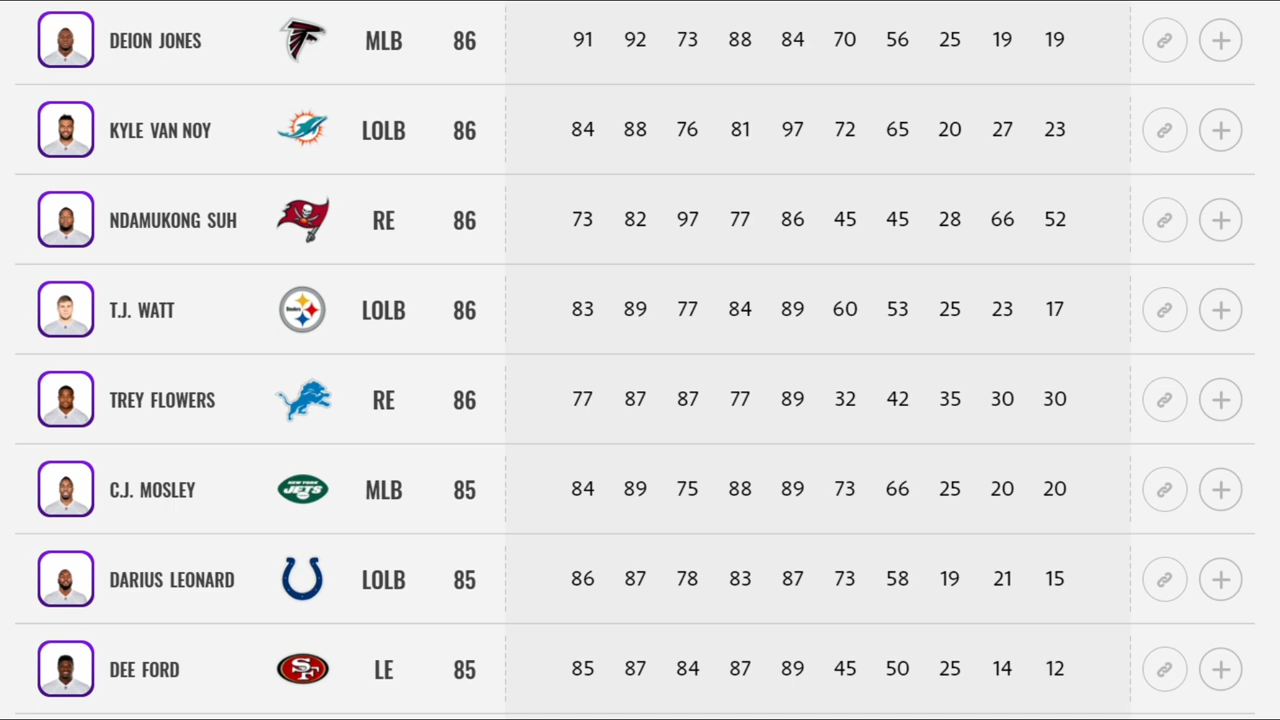 DEION JONES MLB 86 91 92 73 88 84 70 56 25 19 19
KYLE VAN NOY LOLB 86 84 88 76 81 97 72 65 20 27 23
NDAMUKONG SUH RE 86 73 82 97 77 86 45 45 28 66 52
T.J. WATT Steelers LOLB 86 83 89 77 84 89 60 53 25 23 17
TREY FLOWERS RE 86 77 87 87 77 89 32 42 35 30 30
C.J. MOSLEY NEW YORK JETS MLB 85 84 89 75 88 89 73 66 25 20 20
DARIUS LEONARD LOLB 85 86 87 78 83 87 73 58 19 21 15
DEE FORD SF LE 85 85 87 84 87 89 45 50 25 14 12